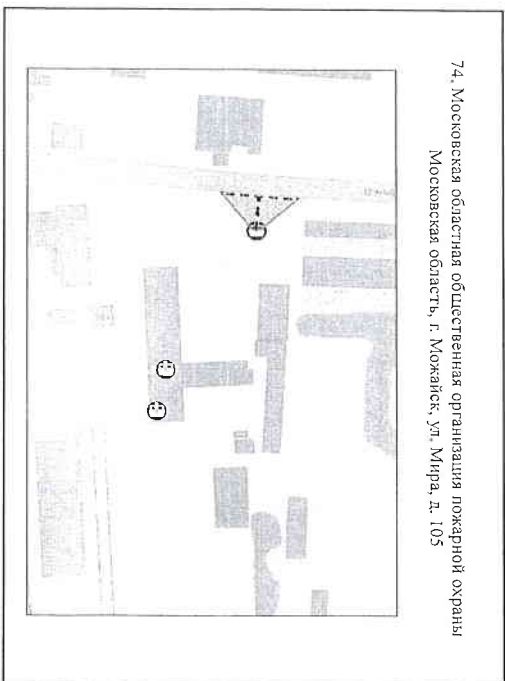 74. Московская областная общественная организация пожарной охраны
Московская область, г. Можайск, ул. Мира, д. 105